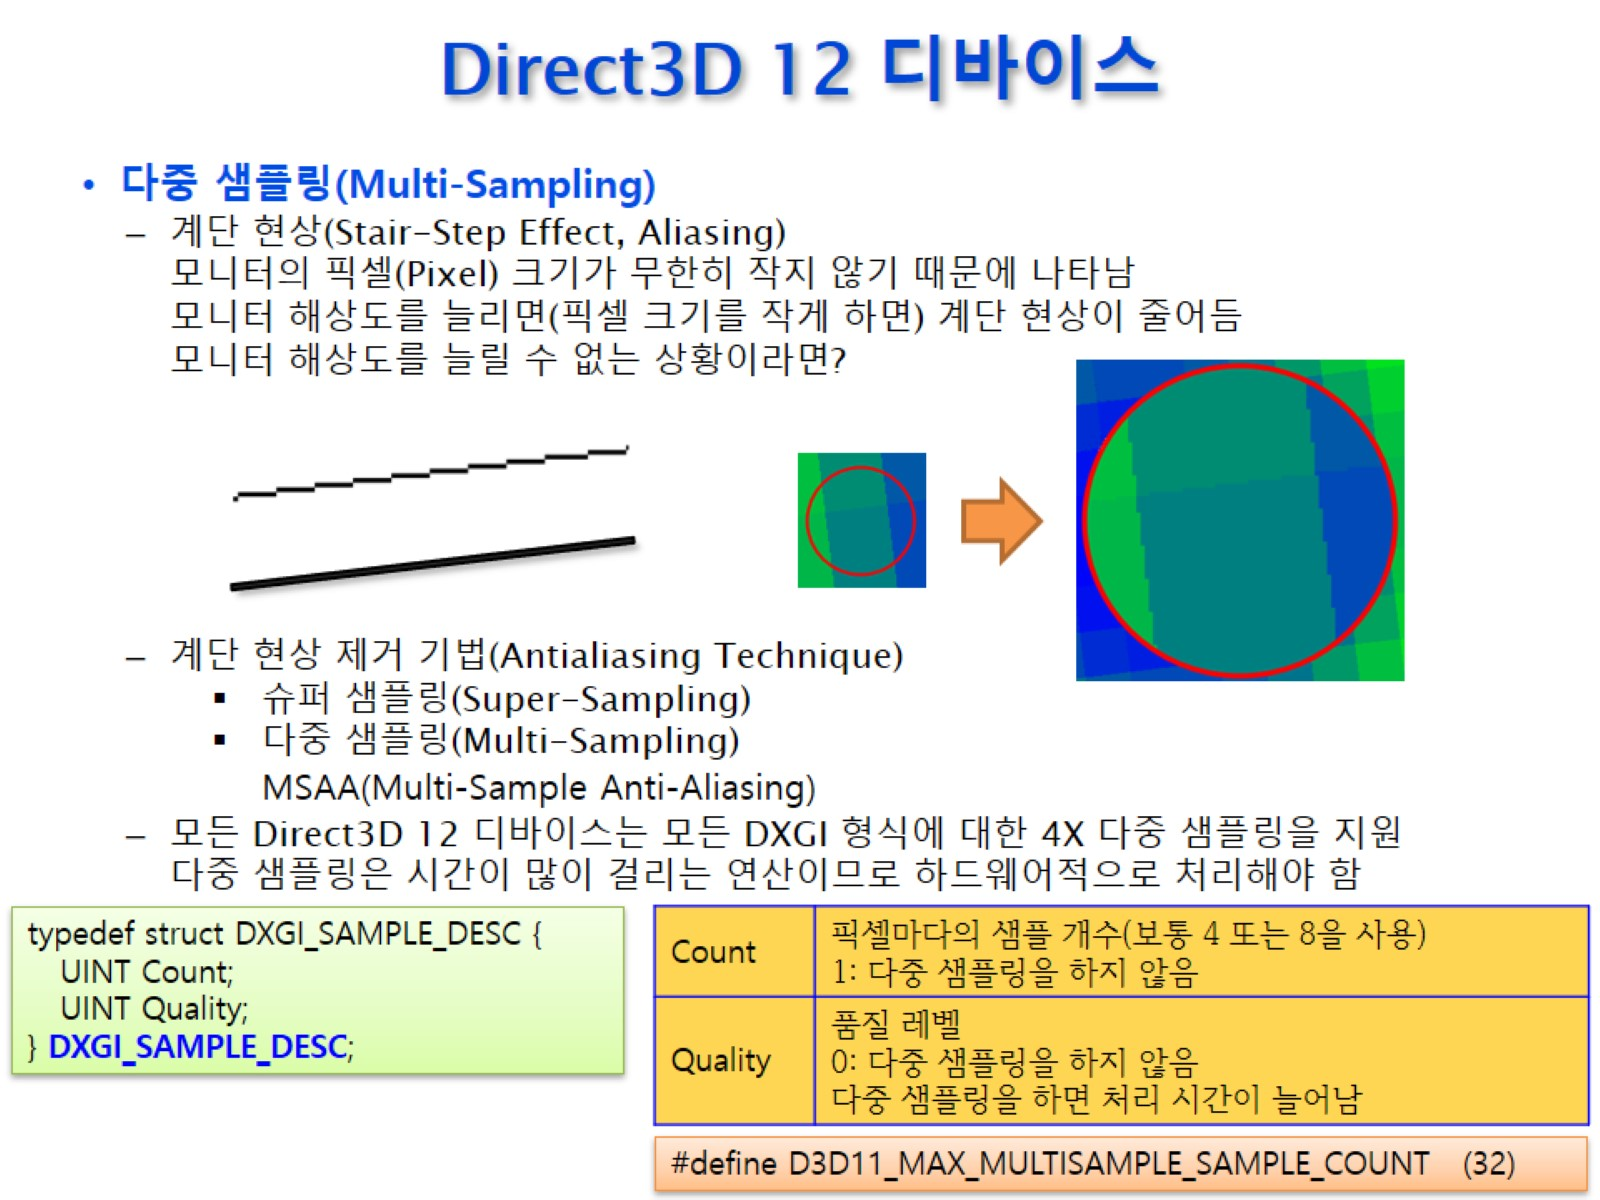 Direct3D 12 디바이스
• 다중 샘플링(Multi-Sampling)
– 계단 현상(Stair-Step Effect, Aliasing)
모니터의 픽셀(Pixel) 크기가 무한히 작지 않기 때문에 나타남
모니터 해상도를 늘리면(픽셀 크기를 작게 하면) 계단 현상이 줄어듬
모니터 해상도를 늘릴 수 없는 상황이라면?
– 계단 현상 제거 기법(Antialiasing Technique)
▪ 슈퍼 샘플링(Super-Sampling)
▪ 다중 샘플링(Multi-Sampling)
MSAA(Multi-Sample Anti-Aliasing)
– 모든 Direct3D 12 디바이스는 모든 DXGI 형식에 대한 4X 다중 샘플링을 지원
다중 샘플링은 시간이 많이 걸리는 연산이므로 하드웨어적으로 처리해야 함
typedef struct DXGI_SAMPLE_DESC {
UINT Count;
UINT Quality;
} DXGI_SAMPLE_DESC;
Count
픽셀마다의 샘플 개수(보통 4 또는 8을 사용)
1: 다중 샘플링을 하지 않음
Quality
품질 레벨
0: 다중 샘플링을 하지 않음
다중 샘플링을 하면 처리 시간이 늘어남
#define D3D11_MAX_MULTISAMPLE_SAMPLE_COUNT (32)